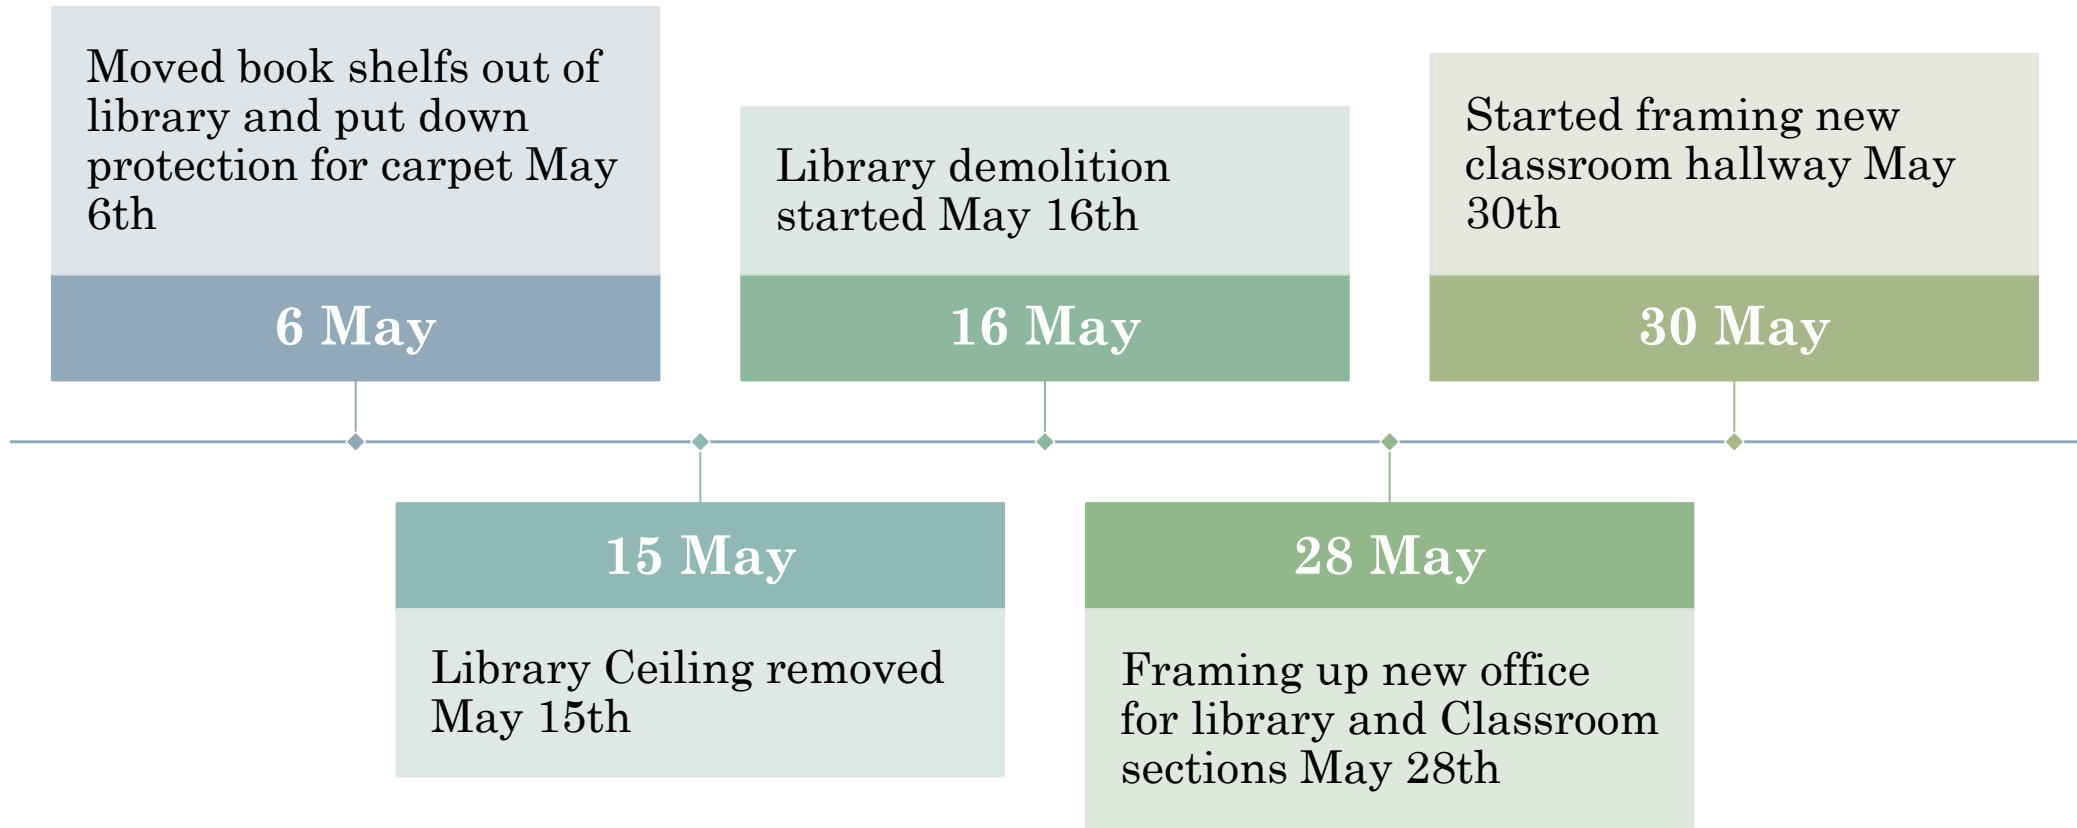 Moved book shelfs out of
library and put down
protection for carpet May
6th
6 May
15 May
Library Ceiling removed
May 15th
Library demolition
started May 16th
16 May
28 May
Framing up new office
for library and Classroom
sections May 28th
Started framing new
classroom hallway May
30th
30 May